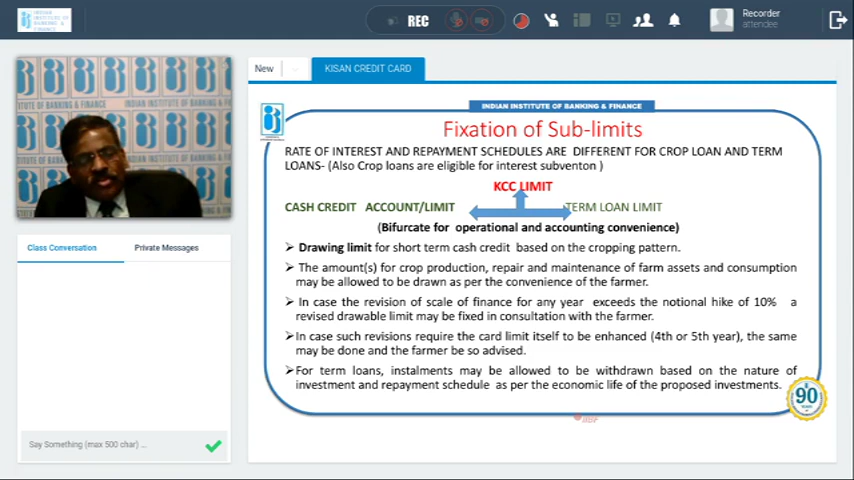 INDIAN
INSTITUTE OF
BANKING &
FINANCE
REC
Recorder
attendee
New
KISAN CREDIT CARD
INDIAN INSTITUTE OF BANKING & FINANCE
Fixation of Sub-limits
RATE OF INTEREST AND REPAYMENT SCHEDULES ARE DIFFERENT FOR CROP LOAN AND TERM
LOANS- (Also Crop loans are eligible for interest subventon )
KCC LIMIT
CASH CREDIT ACCOUNT/LIMIT
TERM LOAN LIMIT
(Bifurcate for operational and accounting convenience)
➢ Drawing limit for short term cash credit based on the cropping pattern.
➢ The amount(s) for crop production, repair and maintenance of farm assets and consumption
may be allowed to be drawn as per the convenience of the farmer.
➢ In case the revision of scale of finance for any year exceeds the notional hike of 10% a
revised drawable limit may be fixed in consultation with the farmer.
➢ In case such revisions require the card limit itself to be enhanced (4th or 5th year), the same
may be done and the farmer be so advised.
➢ For term loans, instalments may be allowed to be withdrawn based on the nature of
investment and repayment schedule as per the economic life of the proposed investments.
90
YEARS
Class Conversation
Private Messages
Say Something (max 500 char) ...